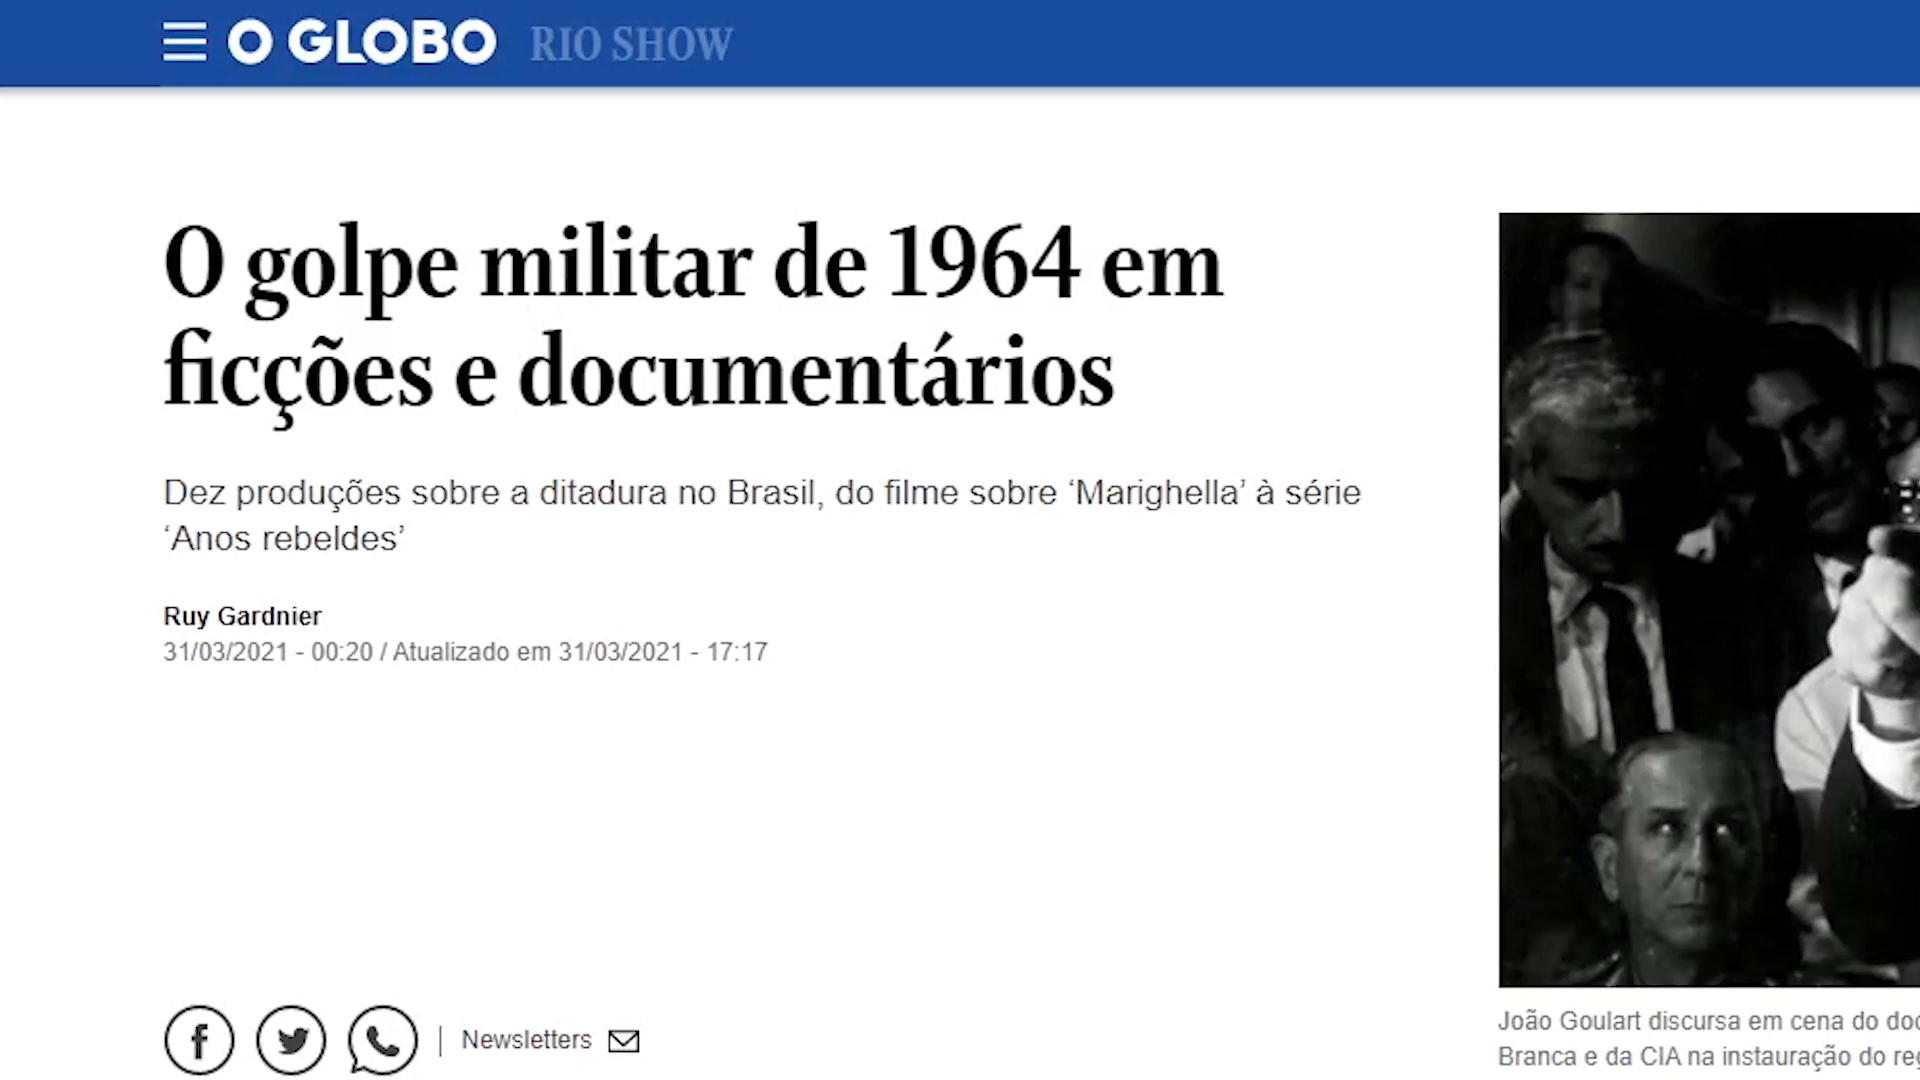 O GLOBO RIO SHOW
O golpe militar de 1964 em
ficções e documentários
Dez produções sobre a ditadura no Brasil, do filme sobre ‘Marighella’ à série
‘Anos rebeldes’
Ruy Gardnier
31/03/2021 - 00:20 / Atualizado em 31/03/2021 - 17:17
Newsletters
João Goulart discursa em cena do
Branca e da CIA na instauração do